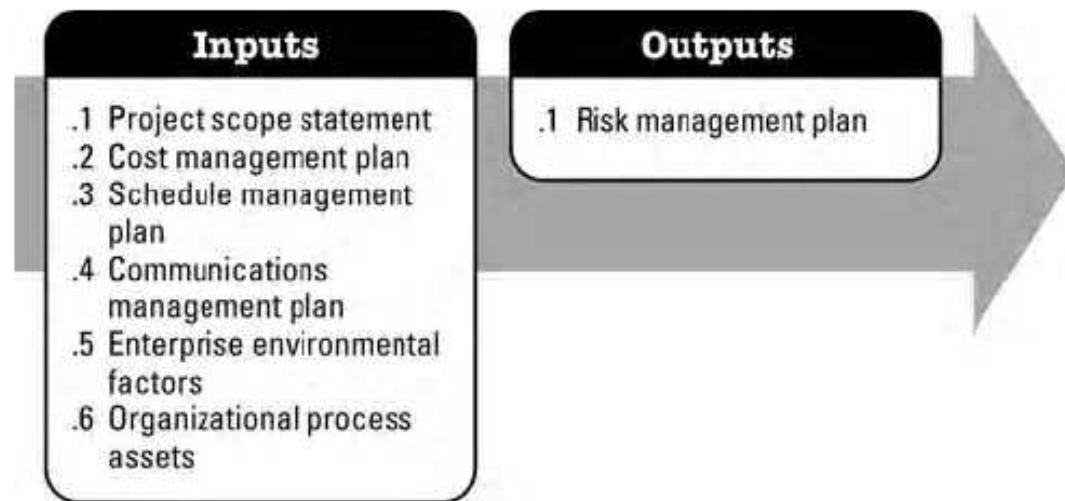 Inputs
.1 Project scope statement
.2 Cost management plan
.3 Schedule management
plan
.4 Communications
management plan
.5 Enterprise environmental
factors
.6 Organizational process
assets
Outputs
.1 Risk management plan